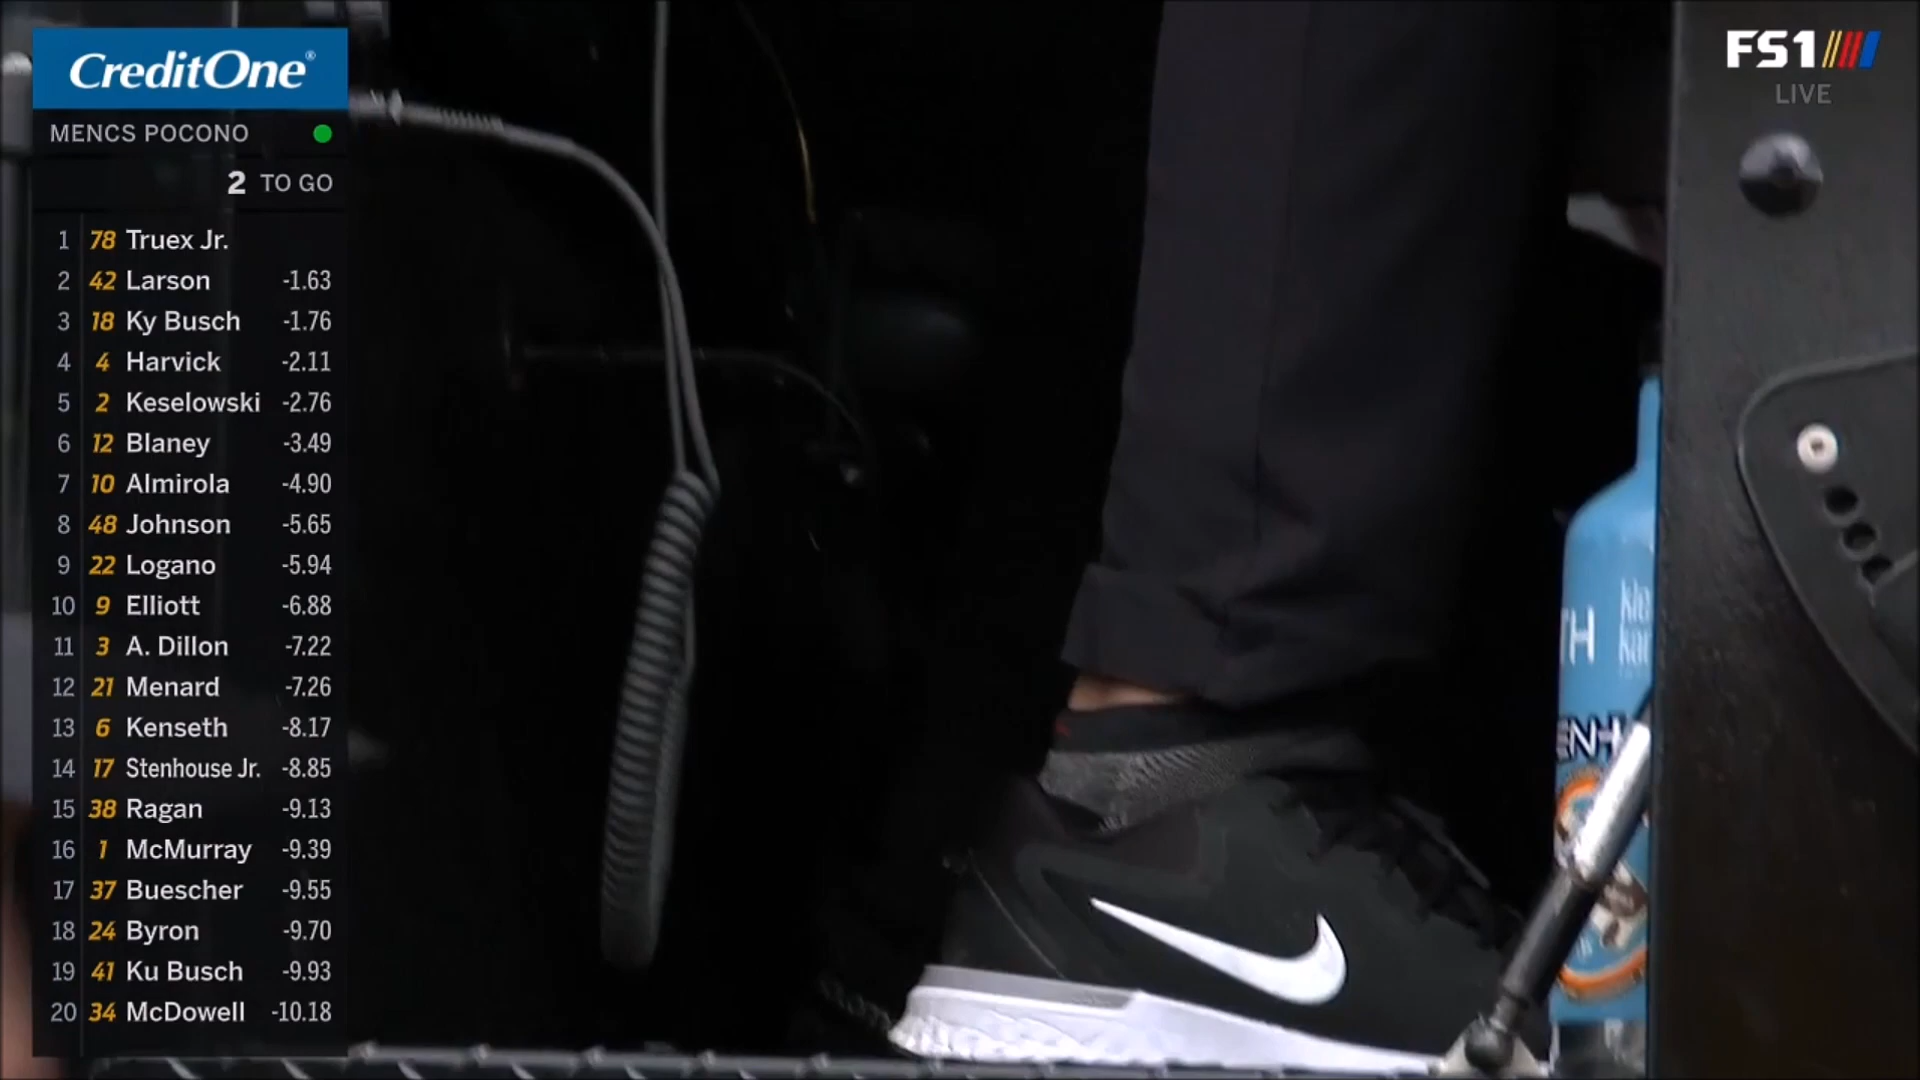 CreditOne®
MENCS POCONO
2 TO GO
1 78 Truex Jr.
2 42 Larson -1.63
3 18 Ky Busch -1.76
4 4 Harvick -2.11
5 2 Keselowski -2.76
6 12 Blaney -3.49
7 10 Almirola -4.90
8 48 Johnson -5.65
9 22 Logano -5.94
10 9 Elliott -6.88
11 3 A. Dillon -7.22
12 21 Menard -7.26
13 6 Kenseth -8.17
14 17 Stenhouse Jr. -8.85
15 38 Ragan -9.13
16 1 McMurray -9.39
17 37 Buescher -9.55
18 24 Byron -9.70
19 41 Ku Busch -9.93
20 34 McDowell -10.18
FS1
LIVE